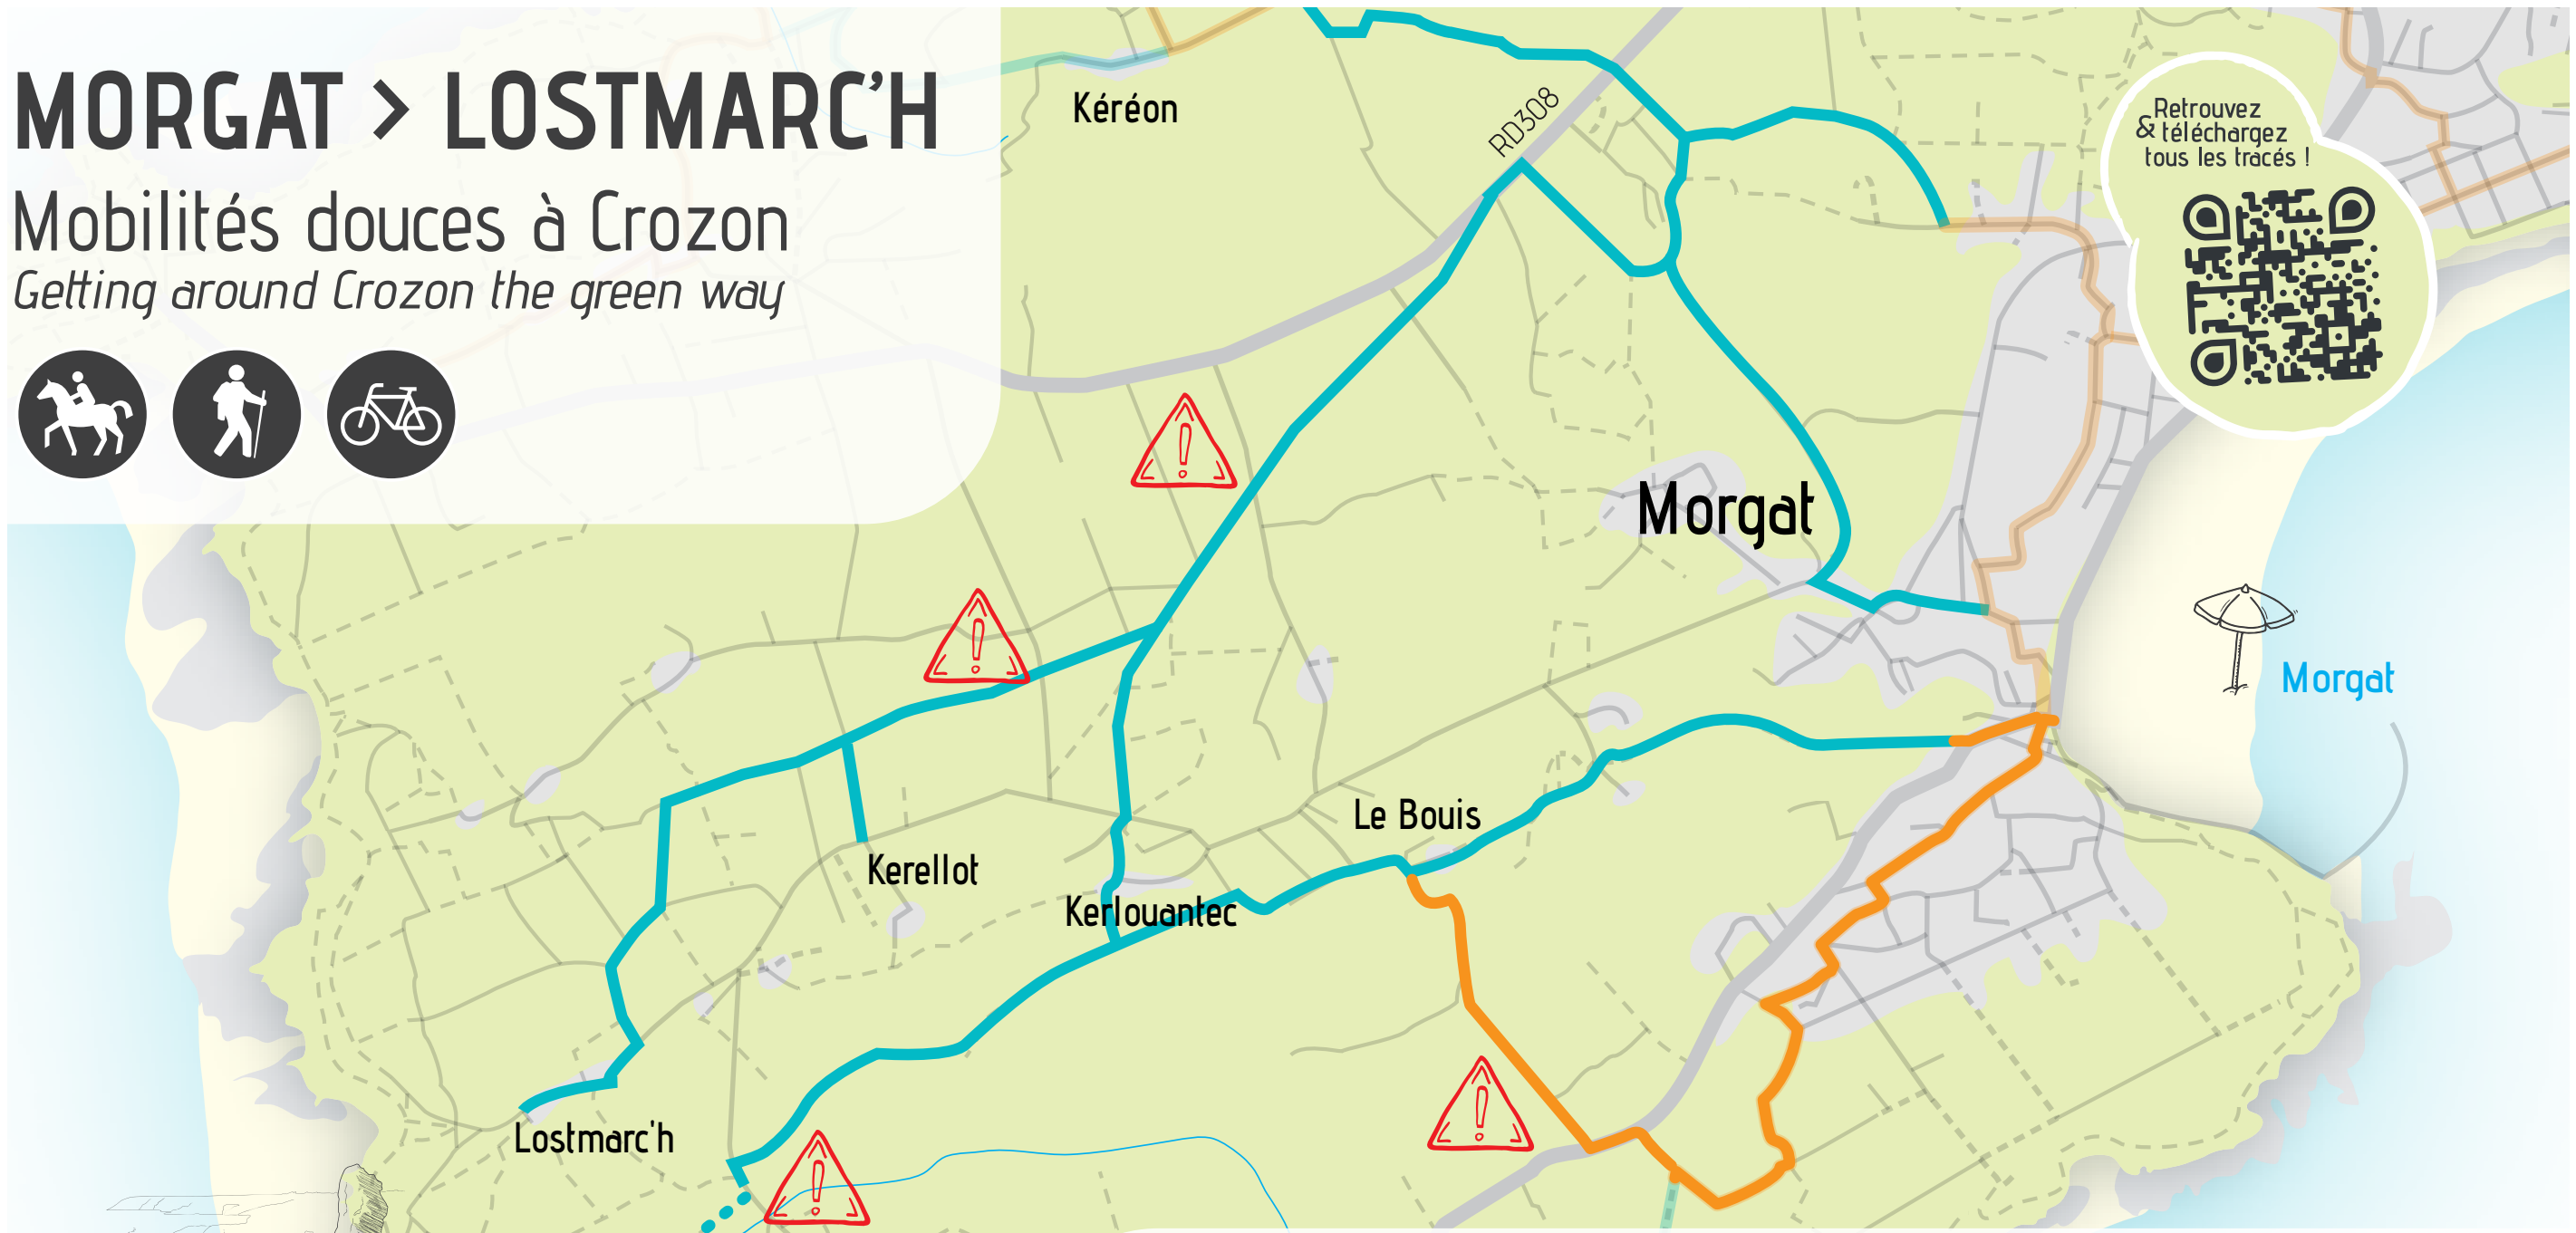 MORGAT > LOSTMARC'H
Mobilités douces à Crozon
Getting around Crozon the green way
Kéréon
RD308
Retrouvez
& téléchargez
tous les tracés !
Morgat
Morgat
Le Bouis
Kerellot
Kerlouantec
Lostmarc'h